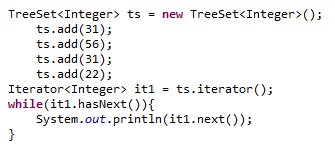 TreeSet<Integer> ts = new TreeSet<Integer>();
    ts.add(31);
    ts.add(56);
    ts.add(31);
    ts.add(22);
Iterator<Integer> it1 = ts.iterator();
while(it1.hasNext()){
    System.out.println(it1.next());
}